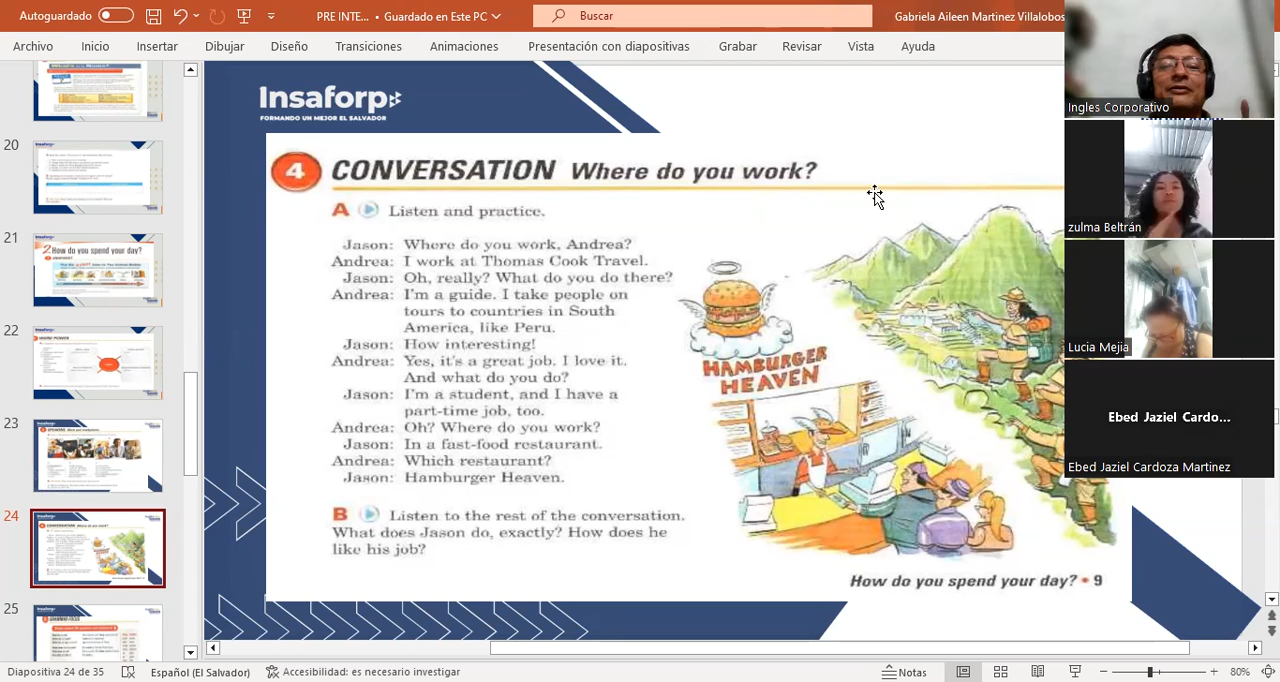 Autoguardado
PRE INTE... • Guardado en Este PC
Buscar
Gabriela Aileen Martinez Villalobos
Archivo Inicio Insertar Dibujar Diseño Transiciones Animaciones Presentación con diapositivas Grabar Revisar Vista Ayuda
20
21
2 How do you spend your day?
22
23
24
25
Insaforp
FORMANDO UN MEJOR EL SALVADOR
4 CONVERSATION Where do you work?
A Listen and practice.
Jason: Where do you work, Andrea?
Andrea: I work at Thomas Cook Travel.
Jason: Oh, really? What do you do there?
Andrea: I'm a guide. I take people on
tours to countries in South
America, like Peru.
Jason: How interesting!
Andrea: Yes, it's a great job. I love it.
And what do you do?
Jason: I'm a student, and I have a
part-time job, too.
Andrea: Oh? Where do you work?
Jason: In a fast-food restaurant.
Andrea: Which restaurant?
Jason: Hamburger Heaven.
B Listen to the rest of the conversation.
What does Jason do, exactly? How does he
like his job?
HAMBURGER
HEAVEN
How do you spend your day? • 9
Ingles Corporativo
zulma Beltrán
Lucia Mejia
Ebed Jaziel Cardo...
Ebed Jaziel Cardoza Martinez
Diapositiva 24 de 35
Español (El Salvador)
Accesibilidad: es necesario investigar
Notas
80%